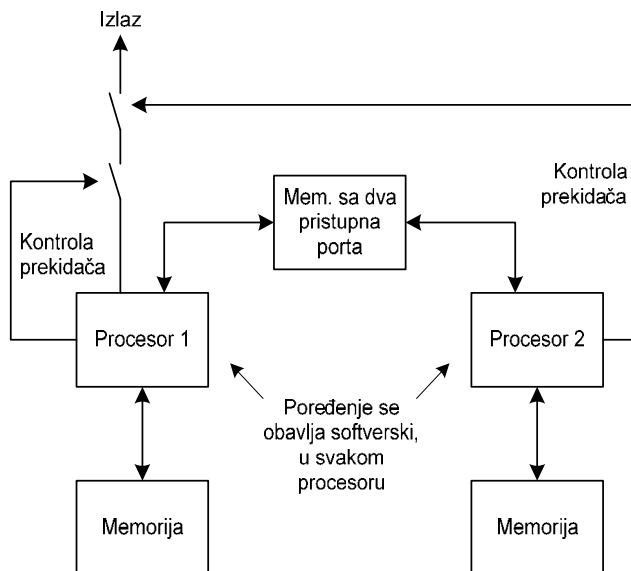 Izlaz
Kontrola
prekidača
Mem. sa dva
pristupna
porta
Kontrola
prekidača
Procesor 1
Procesor 2
Poređenje se
obavlja softverski,
u svakom
procesoru
Memorija
Memorija